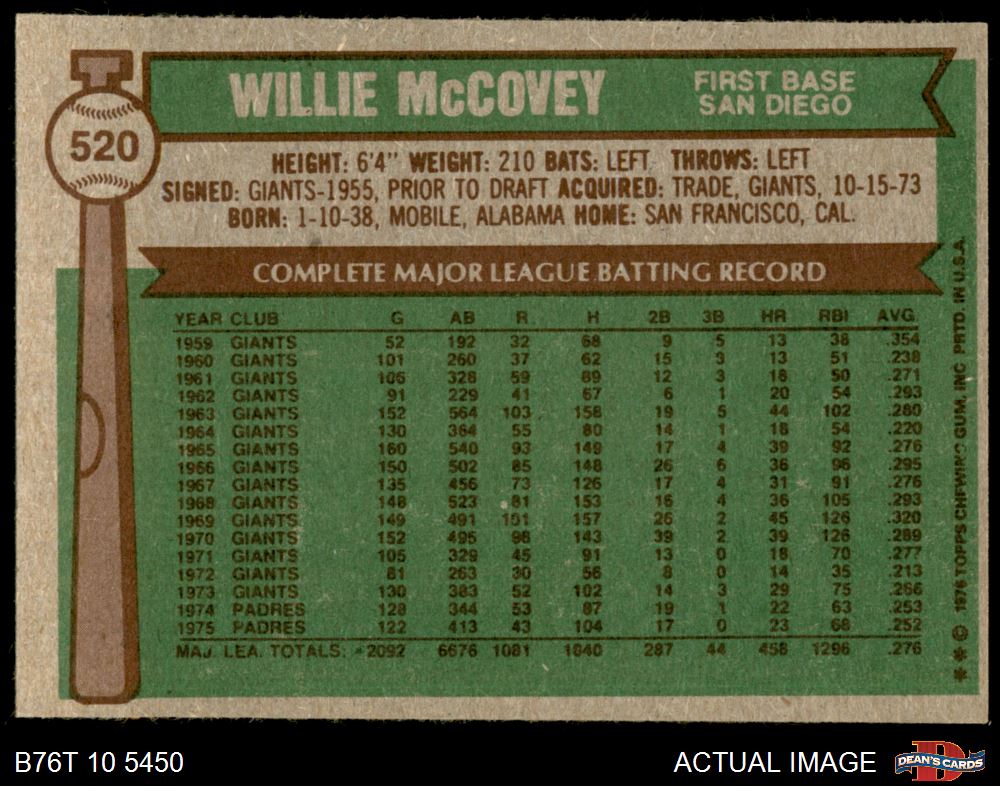 520
WILLIE McCOVEY
FIRST BASE
SAN DIEGO
HEIGHT: 6'4" WEIGHT: 210 BATS: LEFT THROWS: LEFT
SIGNED: GIANTS-1955, PRIOR TO DRAFT ACQUIRED: TRADE, GIANTS, 10-15-73
BORN: 1-10-38, MOBILE, ALABAMA HOME: SAN FRANCISCO, CAL.
COMPLETE MAJOR LEAGUE BATTING RECORD
YEAR CLUB G AB R H 2B 3B HR RBI AVG.
1959 GIANTS 52 192 32 68 9 5 13 38 .354
1960 GIANTS 101 260 37 62 15 3 13 51 .238
1961 GIANTS 106 328 59 89 12 3 18 50 .271
1962 GIANTS 91 229 41 67 6 1 20 54 .293
1963 GIANTS 152 564 103 158 19 5 44 102 .280
1964 GIANTS 130 364 55 80 14 1 18 54 .220
1965 GIANTS 160 540 93 149 17 4 39 92 .276
1966 GIANTS 150 502 85 148 26 6 36 96 .295
1967 GIANTS 135 456 73 126 17 4 31 91 .276
1968 GIANTS 148 523 81 153 16 4 36 105 .293
1969 GIANTS 149 491 101 157 26 2 45 126 .320
1970 GIANTS 152 495 98 143 39 2 39 126 .289
1971 GIANTS 105 329 45 91 13 0 18 70 .277
1972 GIANTS 81 263 30 56 8 0 14 35 .213
1973 GIANTS 130 383 52 102 14 3 29 75 .266
1974 PADRES 128 344 53 87 19 1 22 63 .253
1975 PADRES 122 413 43 104 17 0 23 68 .252
MAJ. LEA. TOTALS: 2092 6676 1081 1840 287 44 458 1296 .276
** © 1976 TOPPS CHEWING GUM, INC PRTD. IN U.S.A.
B76T 10 5450
ACTUAL IMAGE
D
DEAN'S CARDS